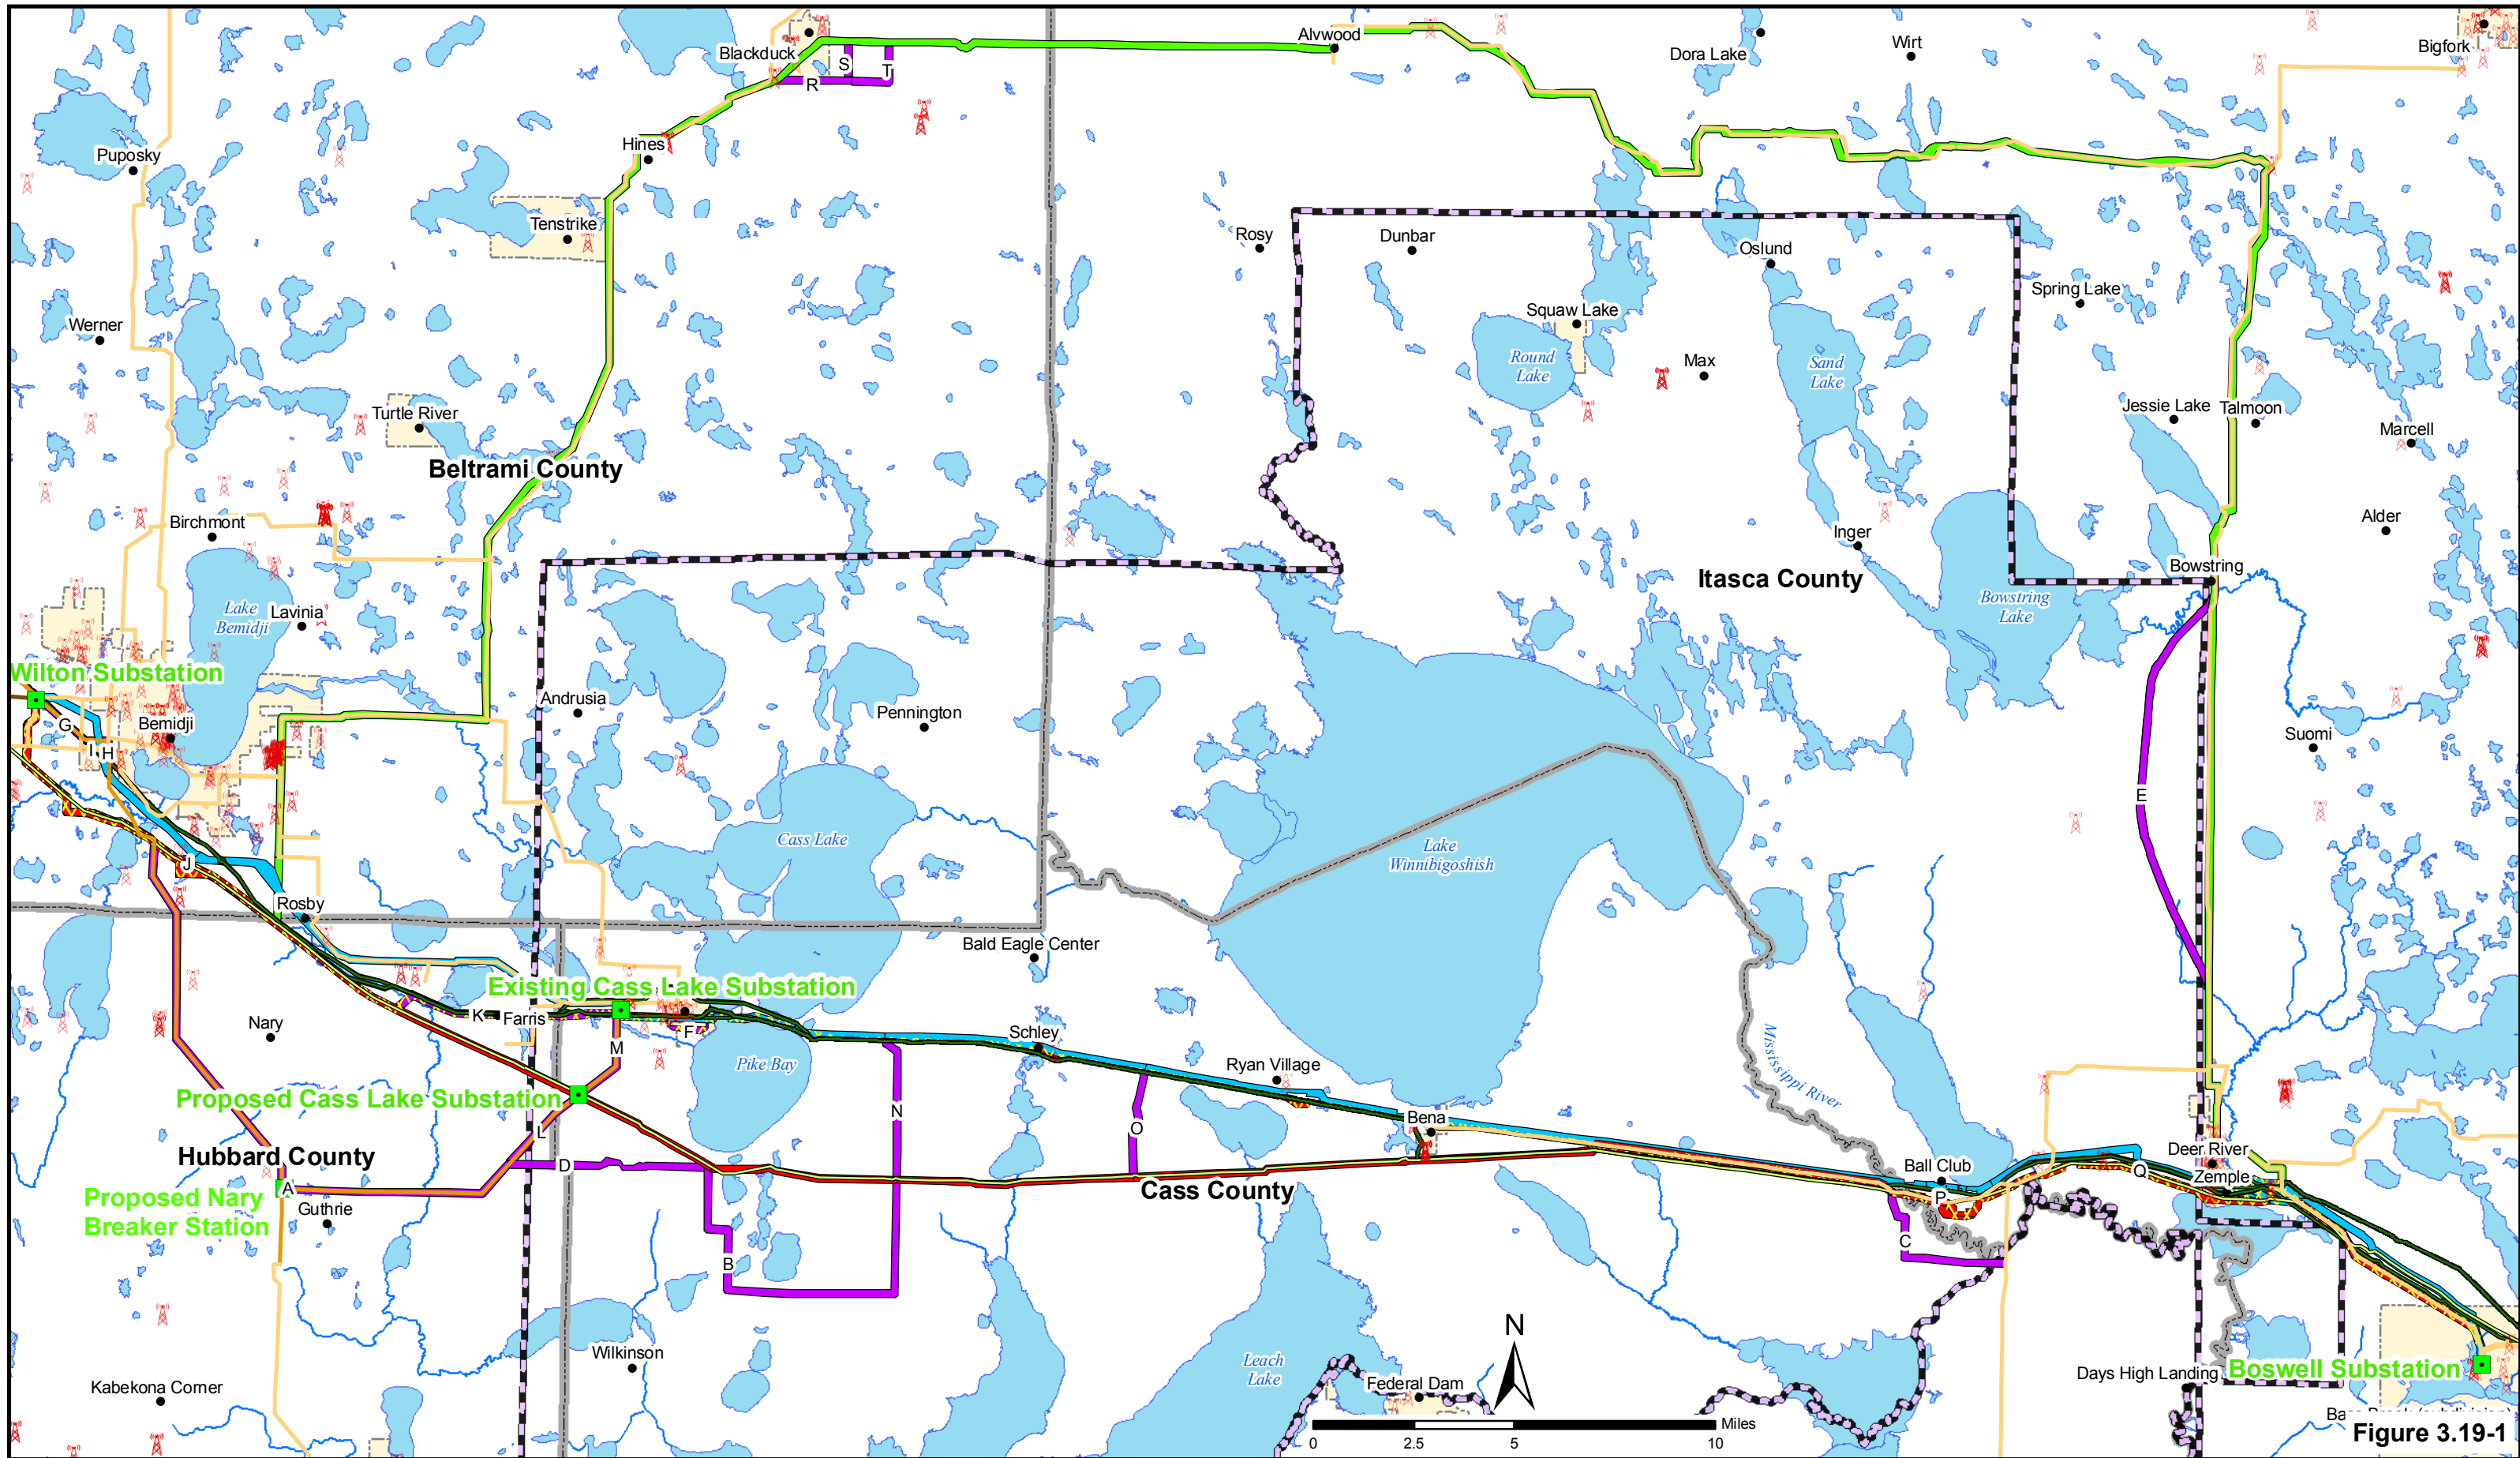 Blackduck
S
T
R
Alvwood
Dora Lake
Wirt
Bigfork
Puposky
Hines
Tenstrike
Rosy
Dunbar
Oslund
Spring Lake
Squaw Lake
Werner
Round
Lake
Max
Sand
Lake
Turtle River
Jessie Lake
Talmoon
Marcell
Beltrami County
Birchmont
Inger
Alder
Bowstring
Itasca County
Lake
Bemidji
Lavinia
Bowstring
Lake
Wilton Substation
Andrusia
Pennington
G
Bemidji
I
H
Suomi
E
Cass Lake
Lake
Winnibigoshish
J
Rosby
Bald Eagle Center
Existing Cass Lake Substation
Nary
K
Farris
F
Schley
M
Pike Bay
Ryan Village
Mississippi River
Proposed Cass Lake Substation
N
O
Bena
L
Hubbard County
D
Deer River
Ball Club
Q
Zemple
A
Cass County
P
Proposed Nary
Breaker Station
Guthrie
C
B
N
Wilkinson
Leach
Lake
Federal Dam
Days High Landing
Boswell Substation
Kabekona Corner
Miles
0
2.5
5
10
Figure 3.19-1